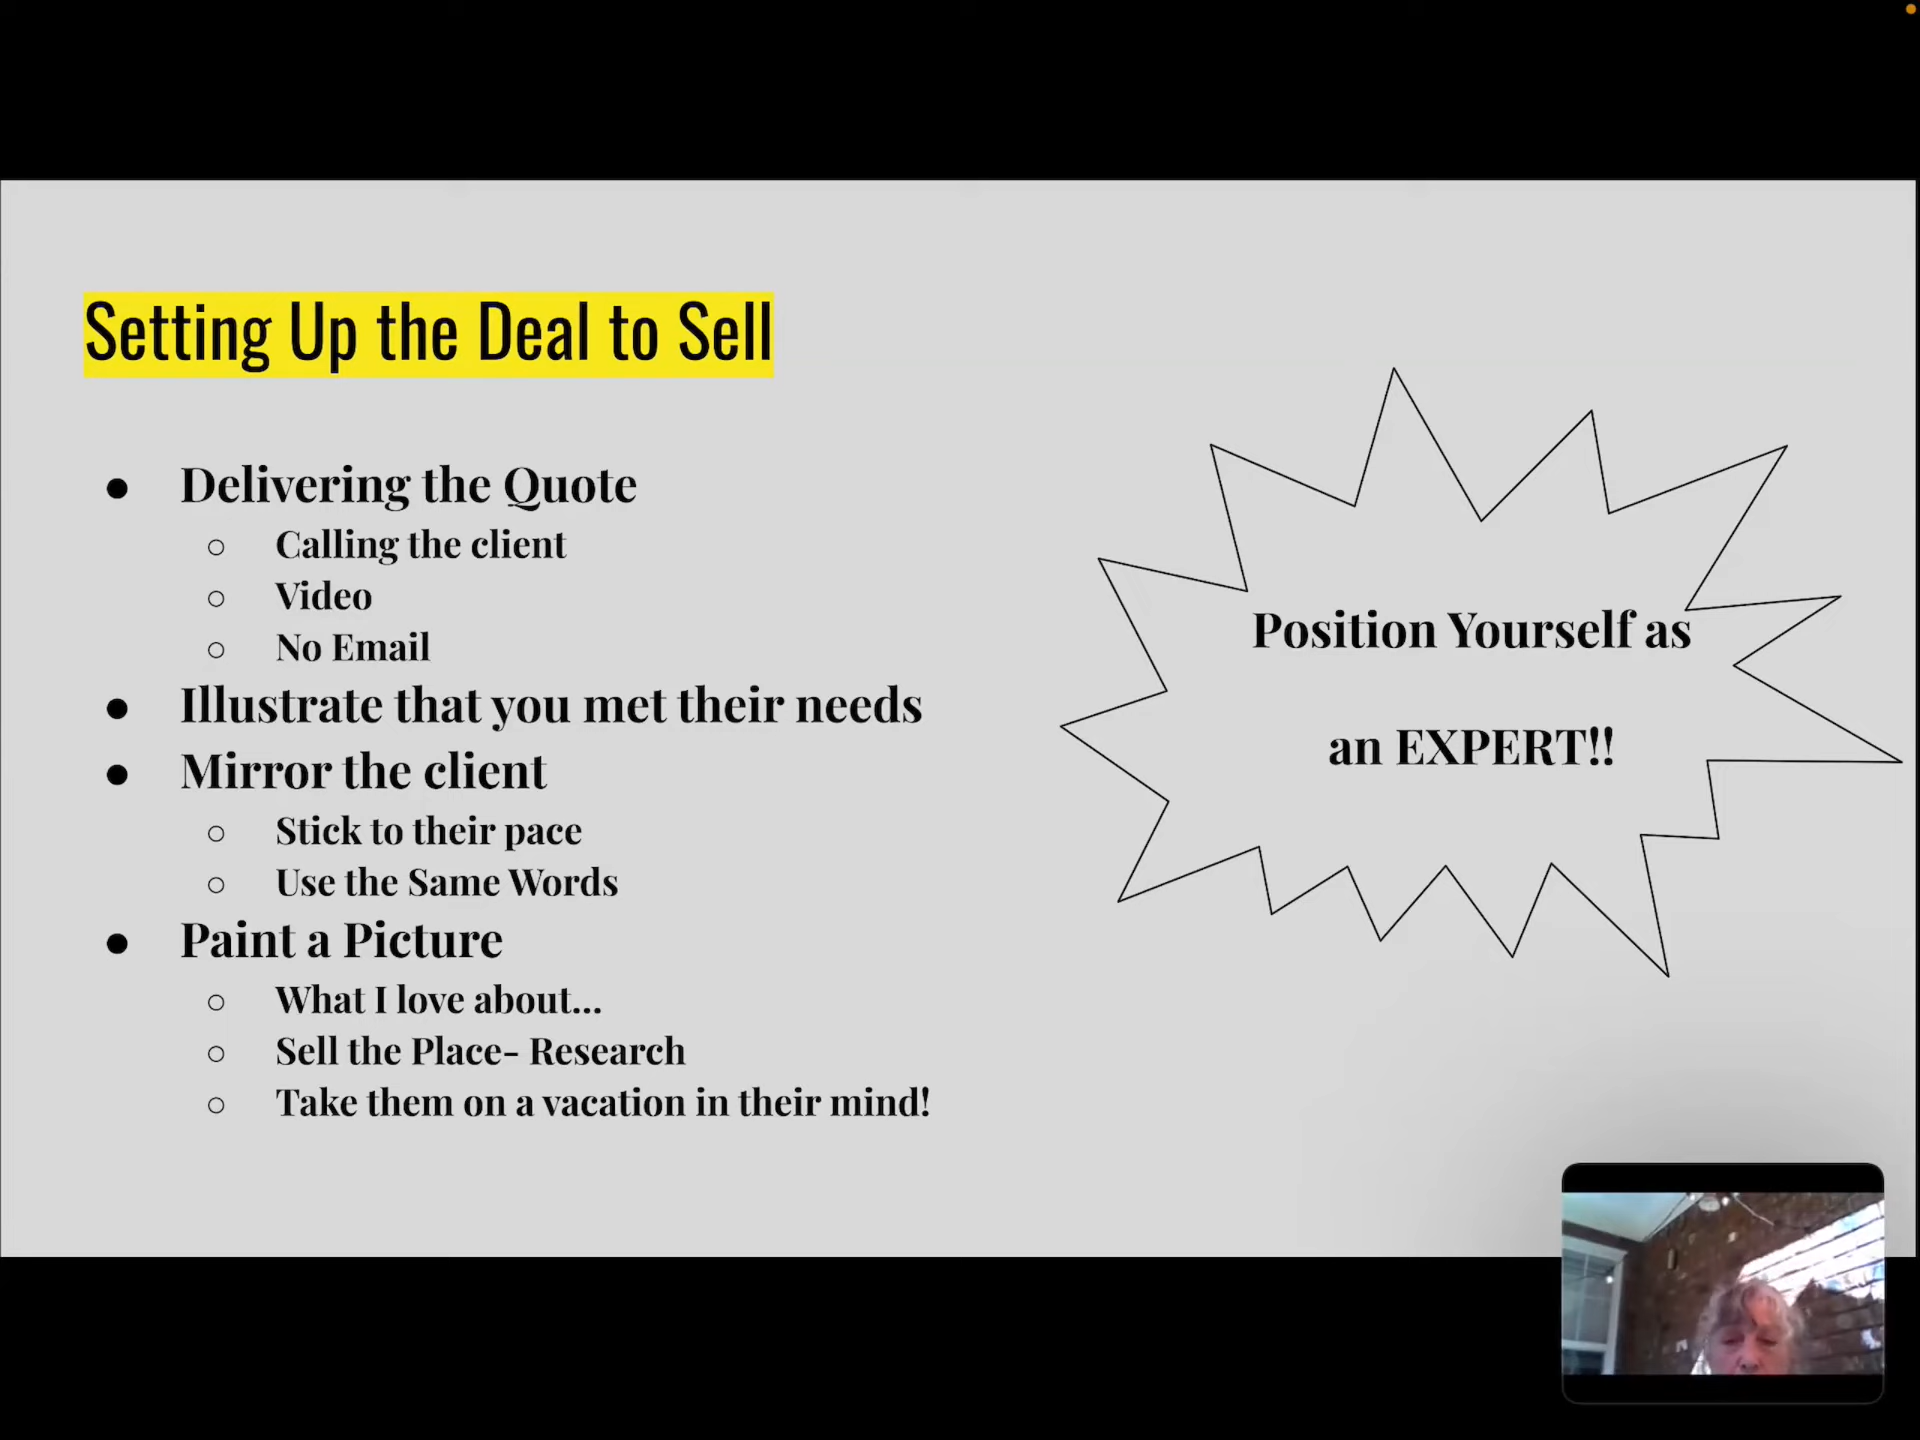 Setting Up the Deal to Sell
● Delivering the Quote
○ Calling the client
○ Video
○ No Email
● Illustrate that you met their needs
● Mirror the client
○ Stick to their pace
○ Use the Same Words
● Paint a Picture
○ What I love about...
○ Sell the Place- Research
○ Take them on a vacation in their mind!
Position Yourself as
an EXPERT!!